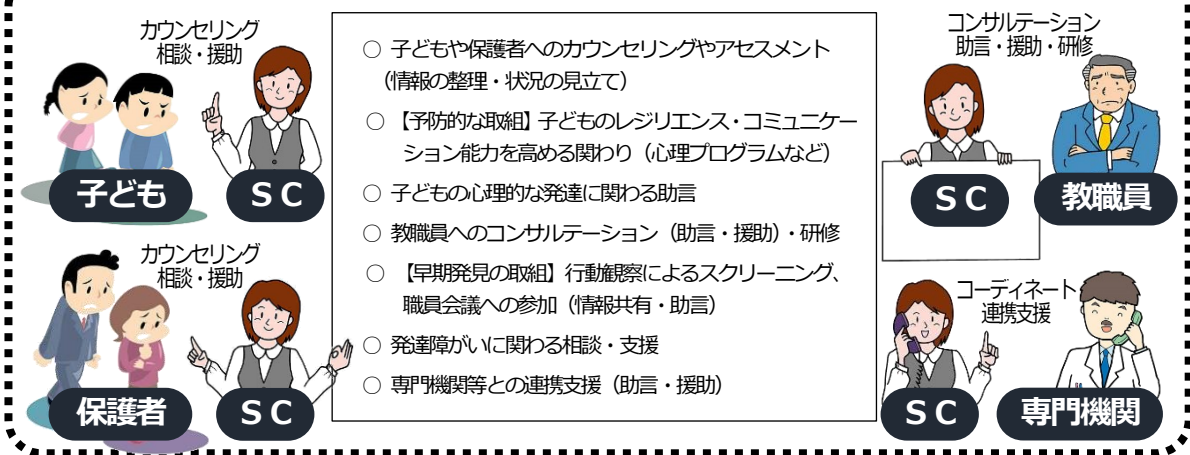 カウンセリング
相談・援助
子ども
ＳＣ
カウンセリング
相談・援助
保護者
ＳＣ
○ 子どもや保護者へのカウンセリングやアセスメント
（情報の整理・状況の見立て）
○ 【予防的な取組】子どものレジリエンス・コミュニケー
ション能力を高める関わり（心理プログラムなど）
○ 子どもの心理的な発達に関わる助言
○ 教職員へのコンサルテーション（助言・援助）・研修
○ 【早期発見の取組】行動観察によるスクリーニング、
職員会議への参加（情報共有・助言）
○ 発達障がいに関わる相談・支援
○ 専門機関等との連携支援（助言・援助）
コンサルテーション
助言・援助・研修
ＳＣ
教職員
コーディネート
連携支援
ＳＣ
専門機関